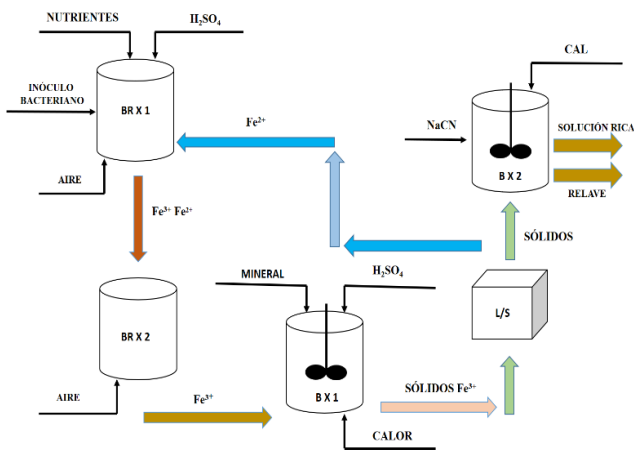 NUTRIENTES
H₂SO₄
INÓCULO
BACTERIANO
BR X 1
AIRE
Fe²⁺
CAL
NaCN
B X 2
SOLUCIÓN RICA
RELAVE
Fe³⁺ Fe²⁺
SÓLIDOS
BR X 2
AIRE
Fe³⁺
MINERAL
H₂SO₄
B X 1
CALOR
SÓLIDOS Fe³⁺
L/S